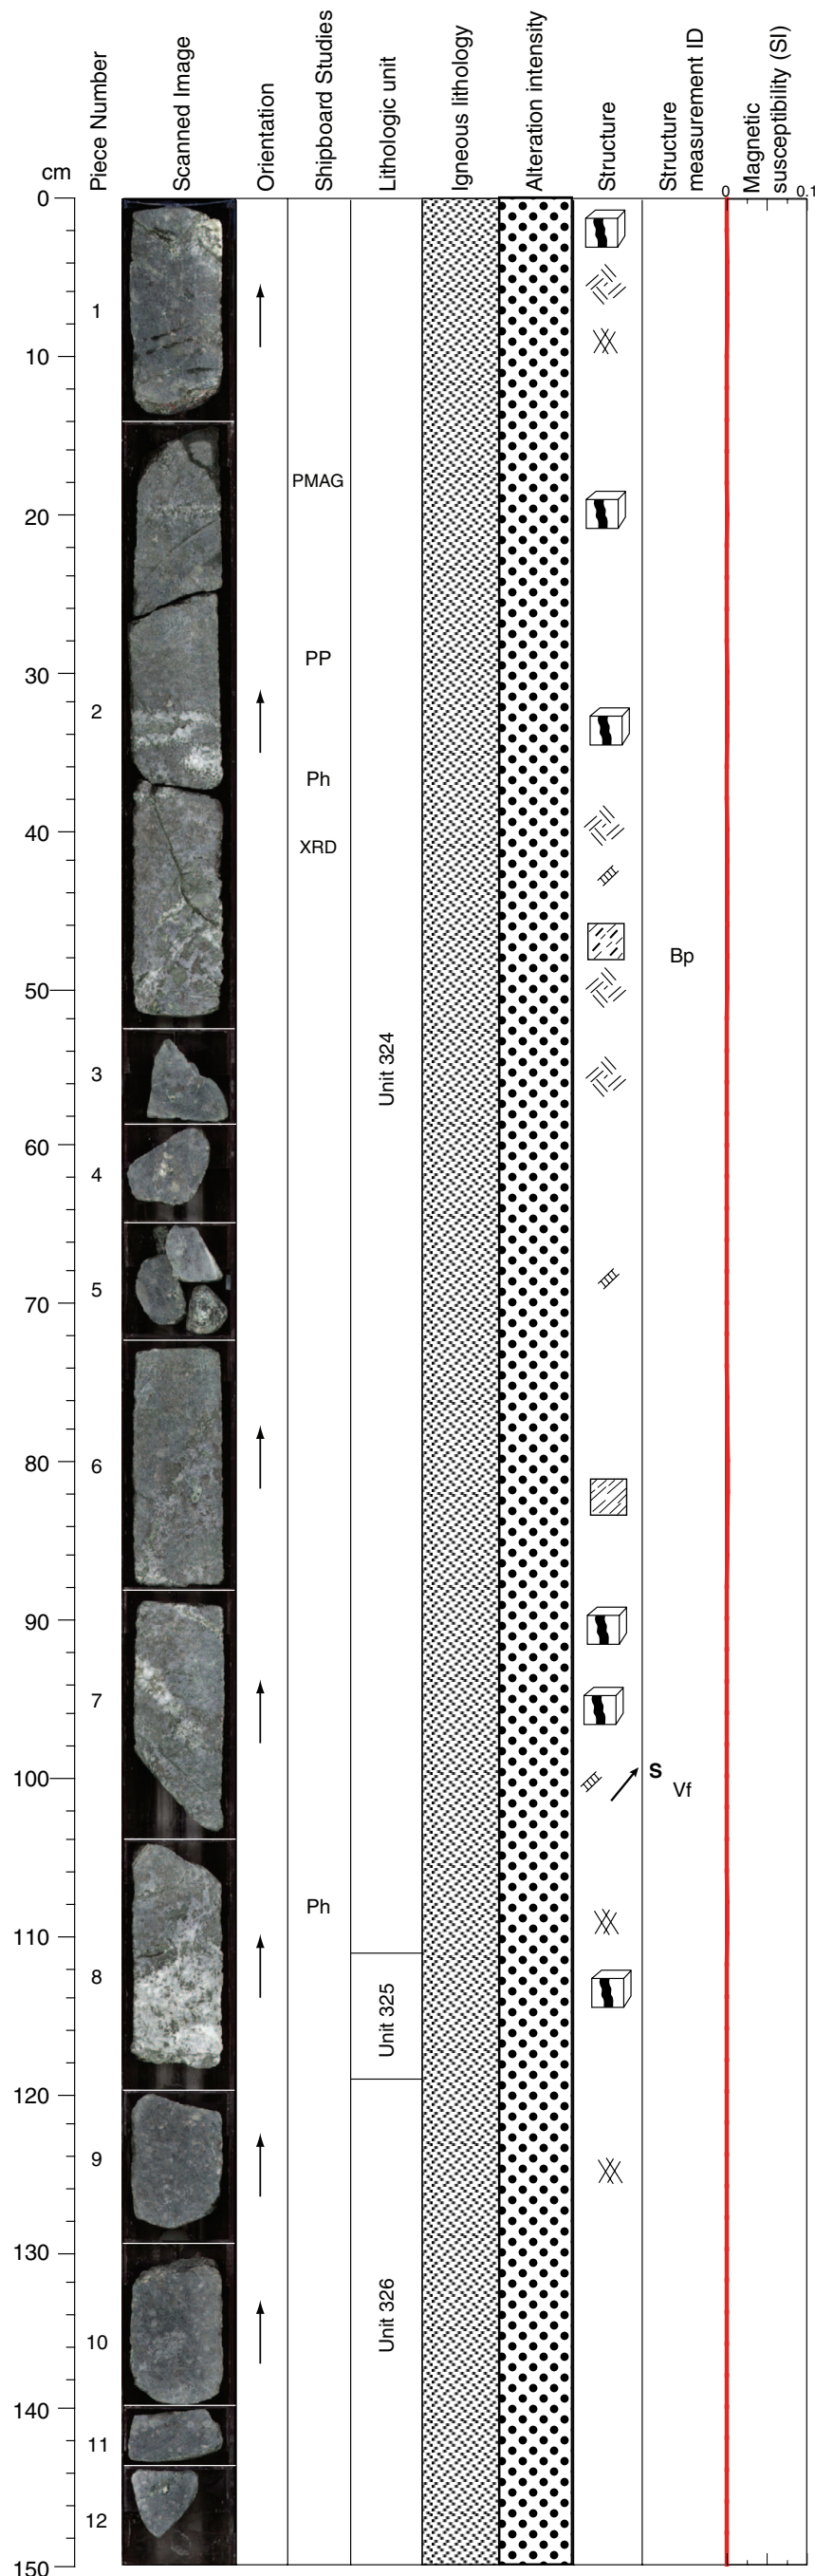 cm
Piece Number
Scanned Image
Orientation
Shipboard Studies
Lithologic unit
Igneous lithology
Alteration intensity
Structure
Structure
measurement ID
Magnetic
susceptibility (SI)
0
0.1
0
1
10
PMAG
20
PP
30
2
Ph
40
XRD
Bp
50
Unit 324
3
60
4
5
70
80
6
90
7
S
100
Vf
Ph
110
8
Unit 325
120
9
130
Unit 326
10
140
11
12
150